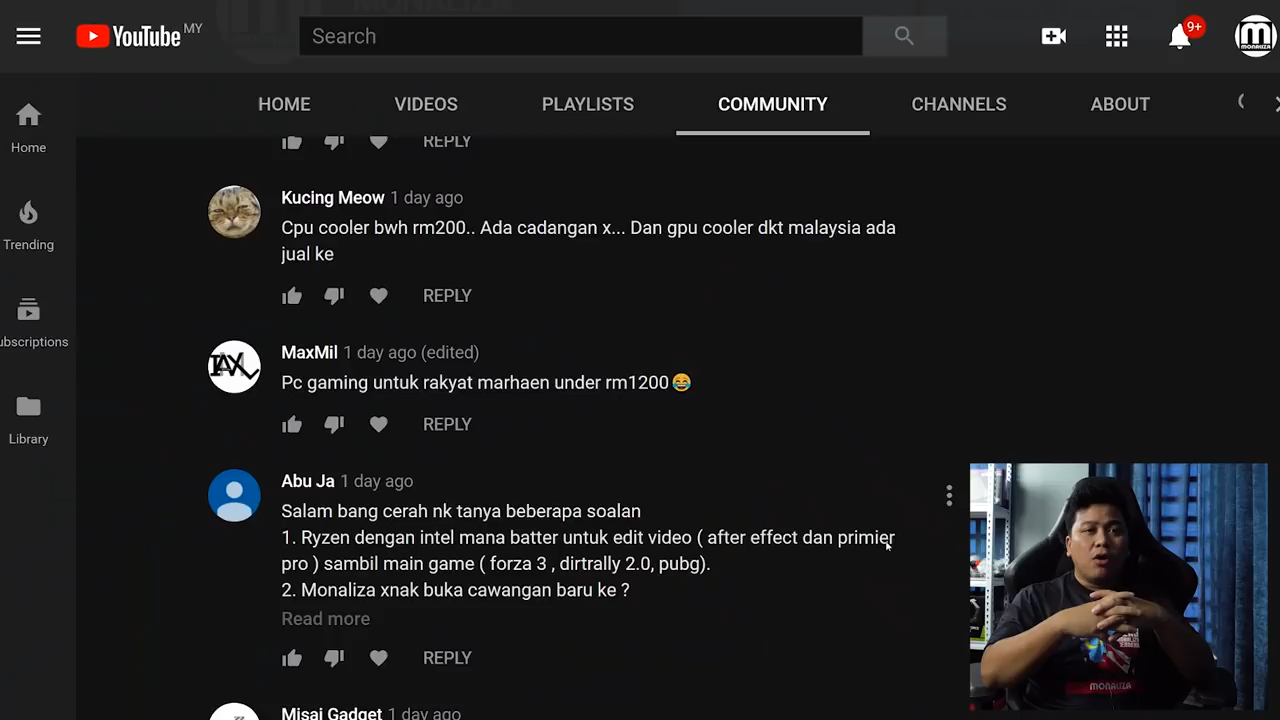 YouTube MY
Search
9+
HOME
VIDEOS
PLAYLISTS
COMMUNITY
CHANNELS
ABOUT
Home
Trending
ubscriptions
Library
REPLY
Kucing Meow 1 day ago
Cpu cooler bwh rm200.. Ada cadangan x... Dan gpu cooler dkt malaysia ada
jual ke
REPLY
MaxMil 1 day ago (edited)
Pc gaming untuk rakyat marhaen under rm1200😂
REPLY
Abu Ja 1 day ago
Salam bang cerah nk tanya beberapa soalan
1. Ryzen dengan intel mana batter untuk edit video ( after effect dan primier
pro ) sambil main game ( forza 3 , dirtrally 2.0, pubg).
2. Monaliza xnak buka cawangan baru ke ?
Read more
REPLY
Misai Gadget 1 day ago
MONALIZA